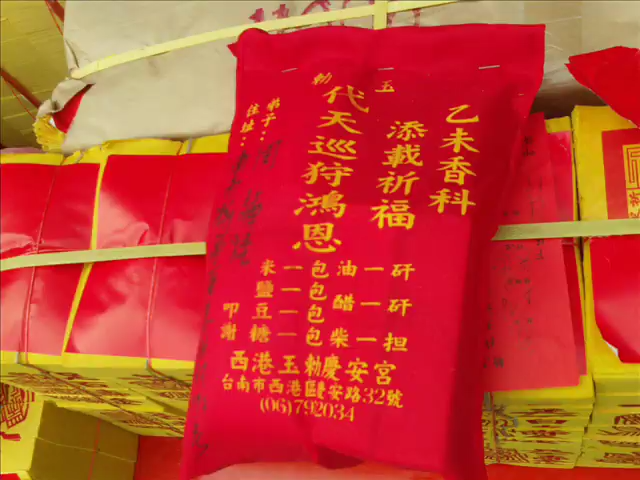 乙未香科
添載祈福
玉
勅
代天巡狩鴻恩
弟子：
住址：
米一包油一矸
鹽一包醋一矸
豆一包
糖一包柴一担
叩謝
西港玉勅慶安宮
台南市西港區慶安路32號
(06)792034